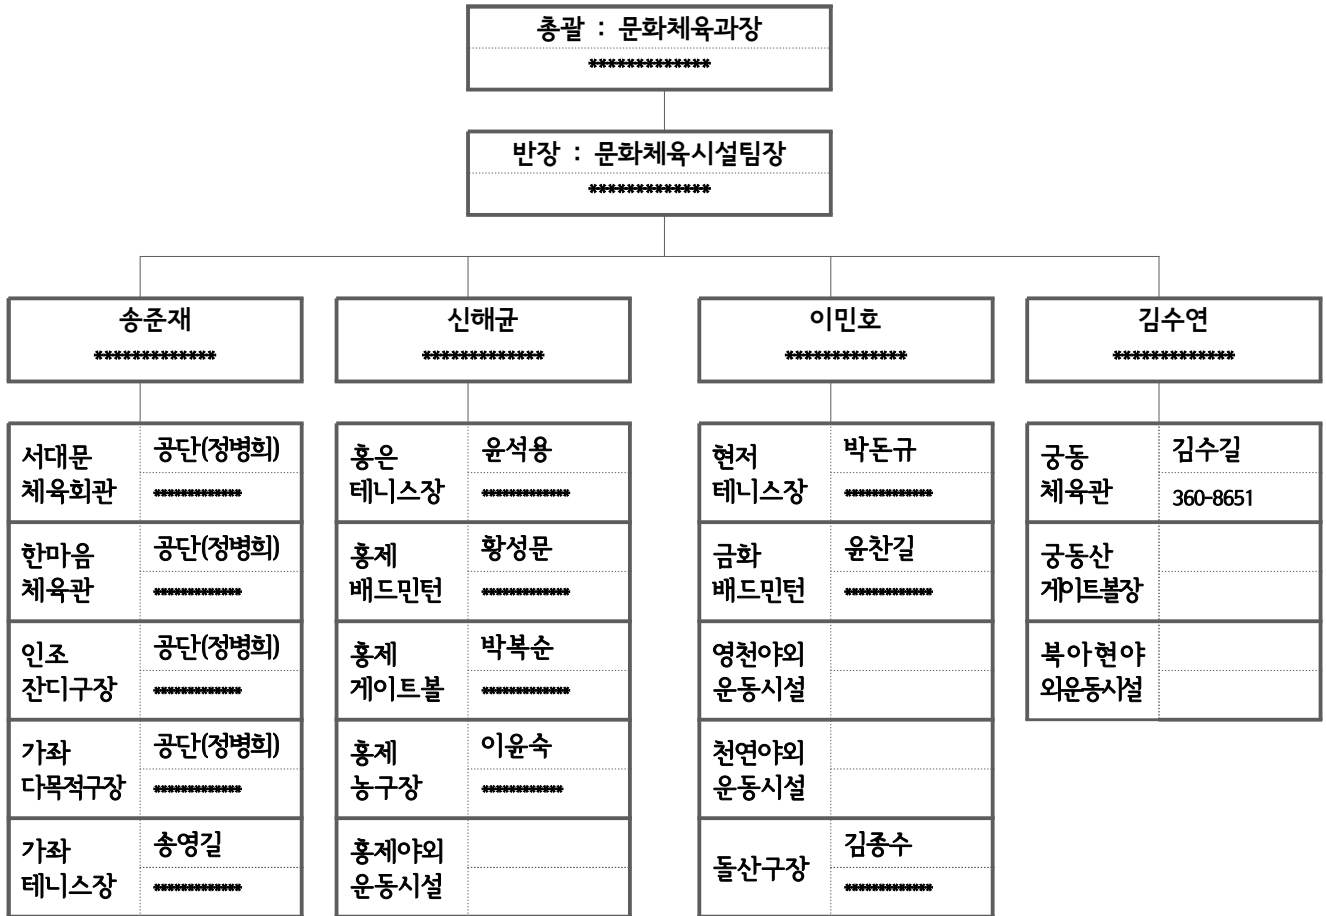 총괄 : 문화체육과장
*************
반장 : 문화체육시설팀장
*************
송준재
*************
신해균
*************
이민호
*************
김수연
*************
서대문
체육회관
공단(정병희)
*************
한마음
체육관
공단(정병희)
*************
인조
잔디구장
공단(정병희)
*************
가좌
다목적구장
공단(정병희)
*************
가좌
테니스장
송영길
*************
홍은
테니스장
윤석용
*************
홍제
배드민턴
황성문
*************
홍제
게이트볼
박복순
*************
홍제
농구장
이윤숙
************
홍제야외
운동시설
현저
테니스장
박돈규
*************
금화
배드민턴
윤찬길
*************
영천야외
운동시설
천연야외
운동시설
돌산구장
김종수
*************
궁동
체육관
김수길
360-8651
궁동산
게이트볼장
북아현야
외운동시설